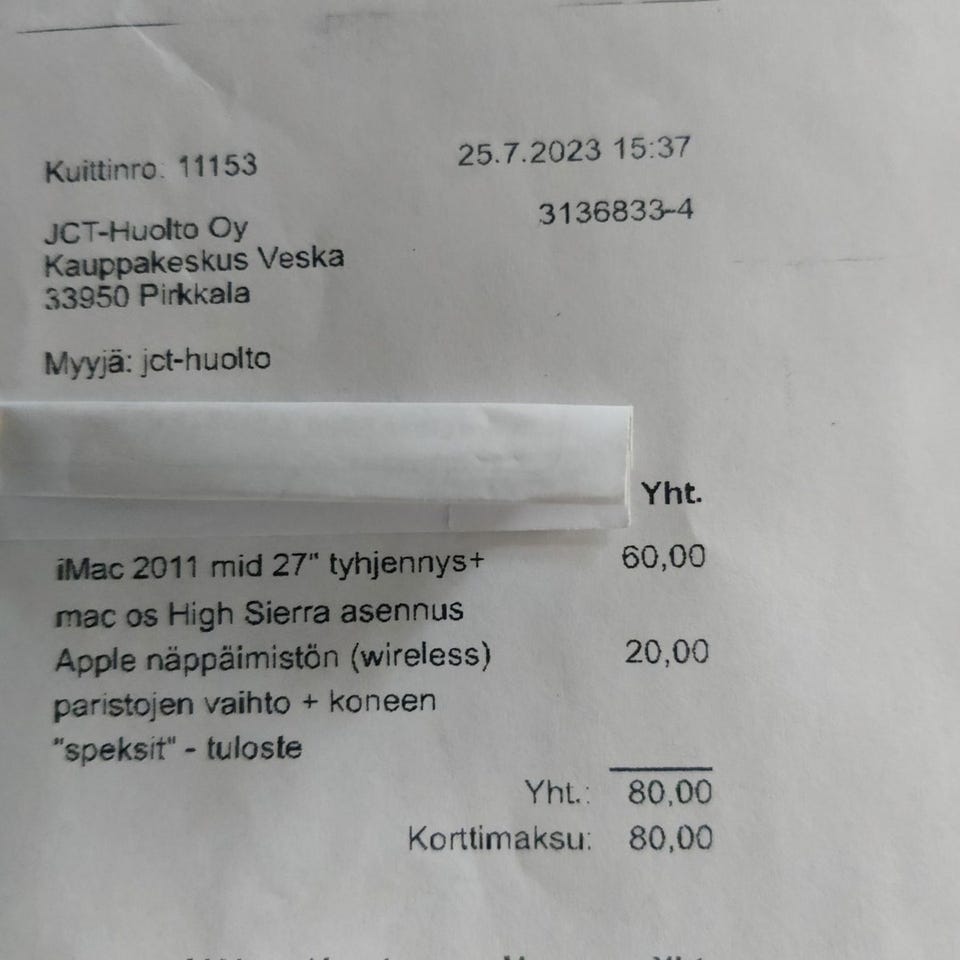 Kuittinro: 11153 25.7.2023 15:37
3136833-4
JCT-Huolto Oy
Kauppakeskus Veska
33950 Pirkkala
Myyjä: jct-huolto
Yht.
iMac 2011 mid 27" tyhjennys+ 60,00
mac os High Sierra asennus
Apple näppäimistön (wireless) 20,00
paristojen vaihto + koneen
"speksit" - tuloste
Yht.: 80,00
Korttimaksu: 80,00